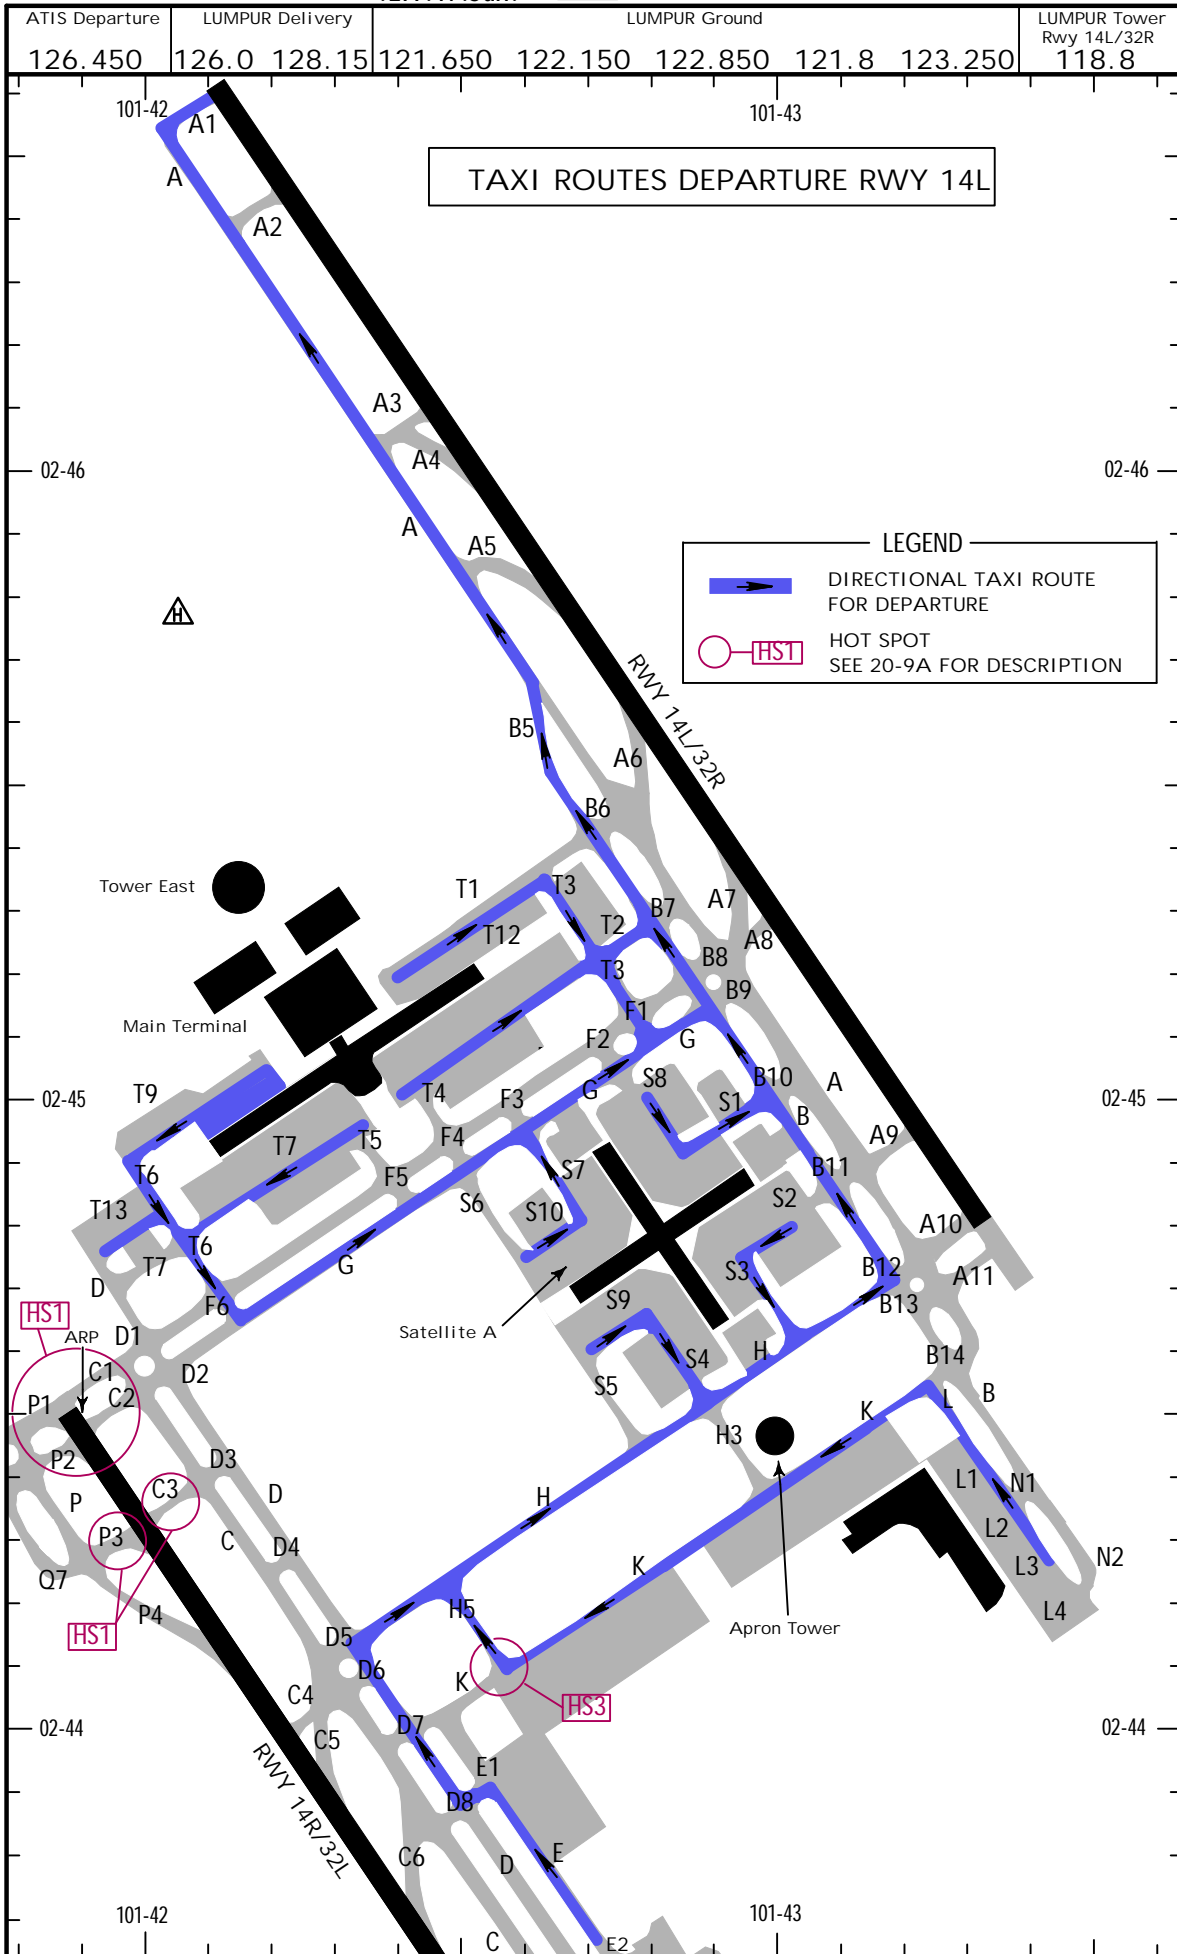 ATIS Departure
LUMPUR Delivery
LUMPUR Ground
LUMPUR Tower
Rwy 14L/32R
126.450
126.0 128.15
121.650 122.150 122.850 121.8 123.250
118.8
101-42
101-43
A1
TAXI ROUTES DEPARTURE RWY 14L
A
A2
A3
A4
02-46
02-46
A
A5
LEGEND
DIRECTIONAL TAXI ROUTE
FOR DEPARTURE
HS1
HOT SPOT
SEE 20-9A FOR DESCRIPTION
H
RWY 14L/32R
B5
A6
B6
Tower East
T1
T3
T12
T2
B7
A7
A8
B8
T3
B9
Main Terminal
F1
F2
G
T9
T4
G
S8
B10
A
02-45
F3
S1
02-45
T7
T5
F4
B
A9
T6
F5
S7
B11
S6
T13
S10
S2
A10
T6
T7
G
S3
B12
A11
D
F6
B13
HS1
S9
ARP
D1
Satellite A
H
S4
B14
C1
D2
C2
S5
L
B
P1
K
H3
P2
D3
L1
N1
C3
D
H
P
L2
P3
C
D4
K
L3
N2
Q7
P4
H5
L4
HS1
D5
Apron Tower
D6
K
C4
HS3
02-44
D7
02-44
C5
E1
RWY 14R/32L
D8
C6
D
E
101-42
101-43
C
E2